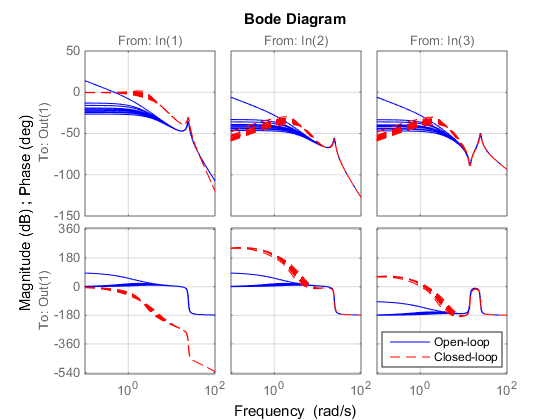 Bode Diagram
From: In(1)
From: In(2)
From: In(3)
Magnitude (dB) ; Phase (deg)
To: Out(1)
50
0
-50
-100
-150
To: Out(1)
360
180
0
-180
-360
-540
Open-loop
Closed-loop
10^0
10^2
10^0
10^2
10^0
10^2
Frequency (rad/s)